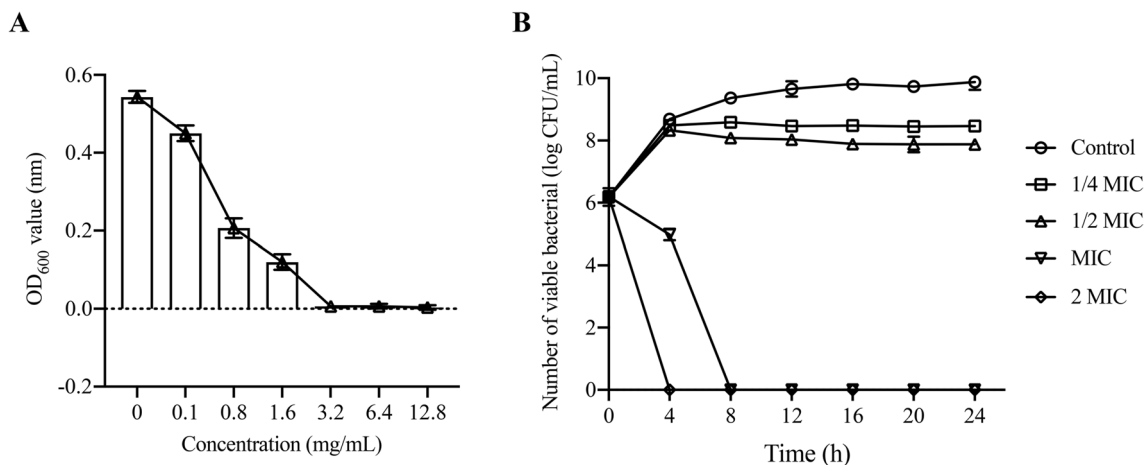 A
OD600 value (nm)
0.6
0.4
0.2
0.0
-0.2
0 0.1 0.8 1.6 3.2 6.4 12.8
Concentration (mg/mL)
B
Number of viable bacterial (log CFU/mL)
10
8
6
4
2
0
0 4 8 12 16 20 24
Time (h)
Control
1/4 MIC
1/2 MIC
MIC
2 MIC